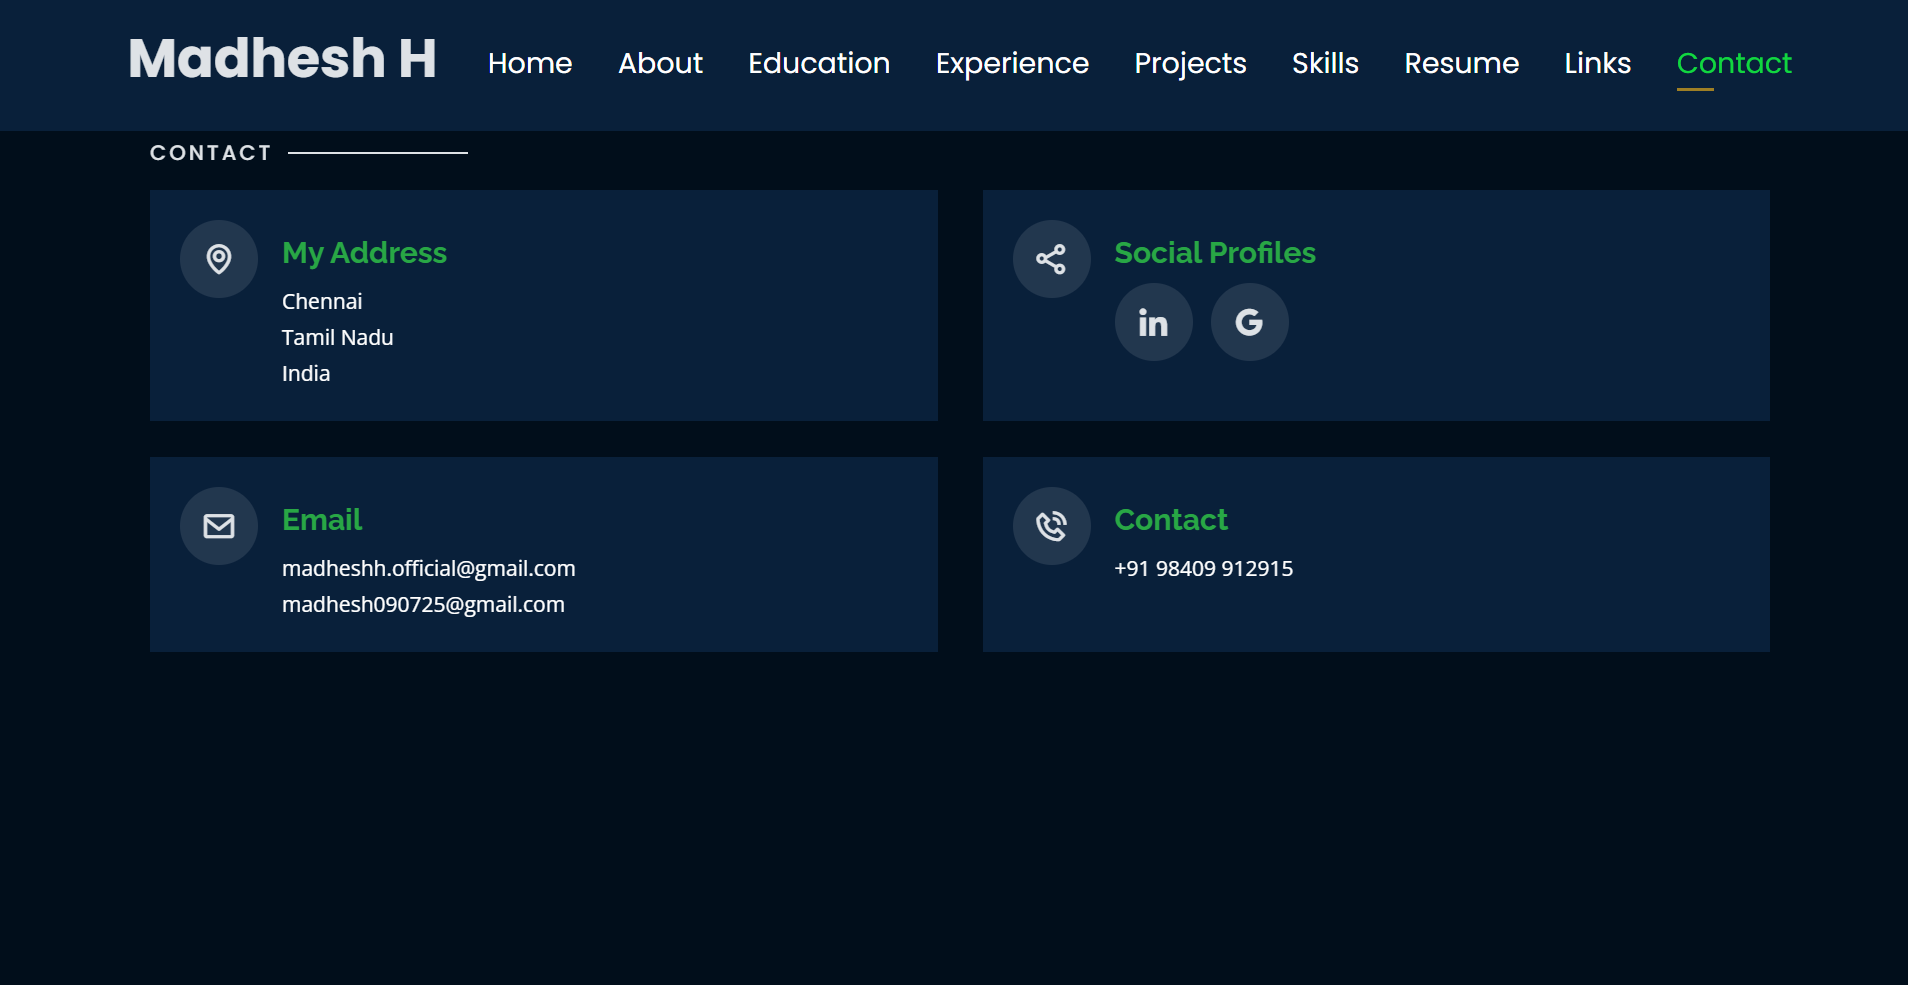 Madhesh H
Home About Education Experience Projects Skills Resume Links Contact
CONTACT
My Address
Chennai
Tamil Nadu
India
Social Profiles
in G
Email
madheshh.official@gmail.com
madhesh090725@gmail.com
Contact
+91 98409 912915